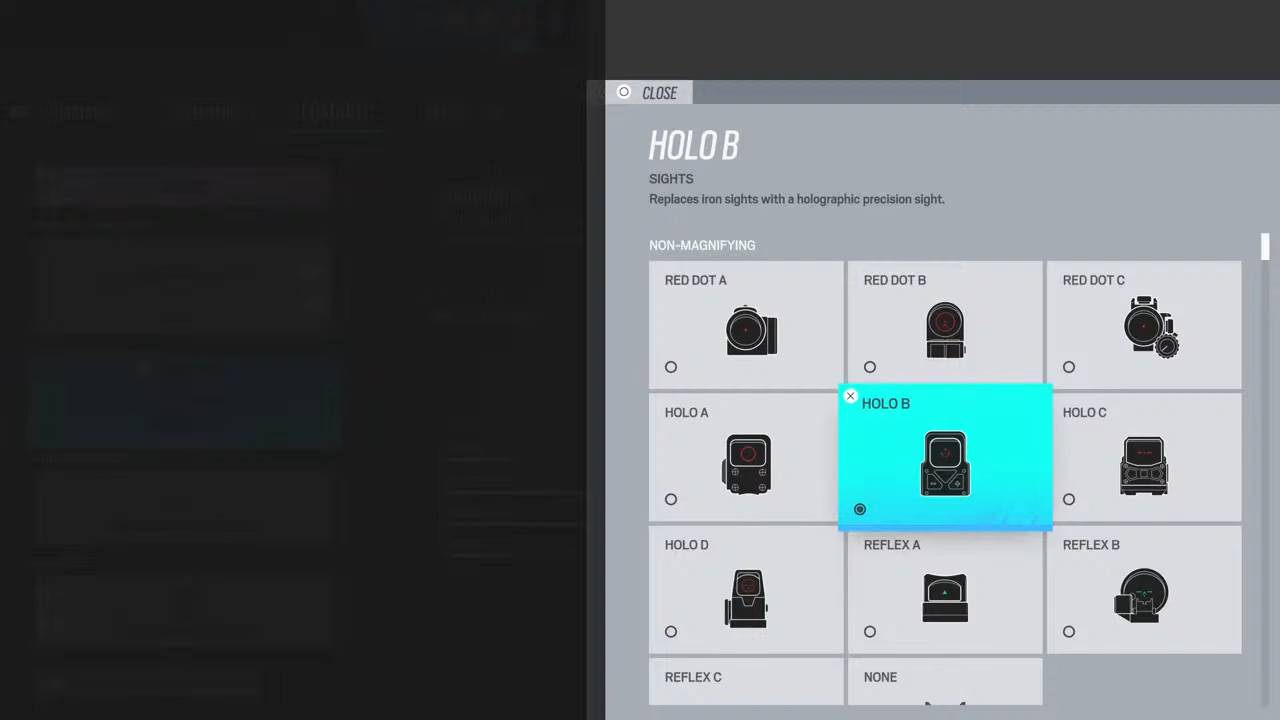 CLOSE
HOLO B
SIGHTS
Replaces iron sights with a holographic precision sight.
NON-MAGNIFYING
RED DOT A
RED DOT B
RED DOT C
HOLO A
HOLO B
HOLO C
HOLO D
REFLEX A
REFLEX B
REFLEX C
NONE